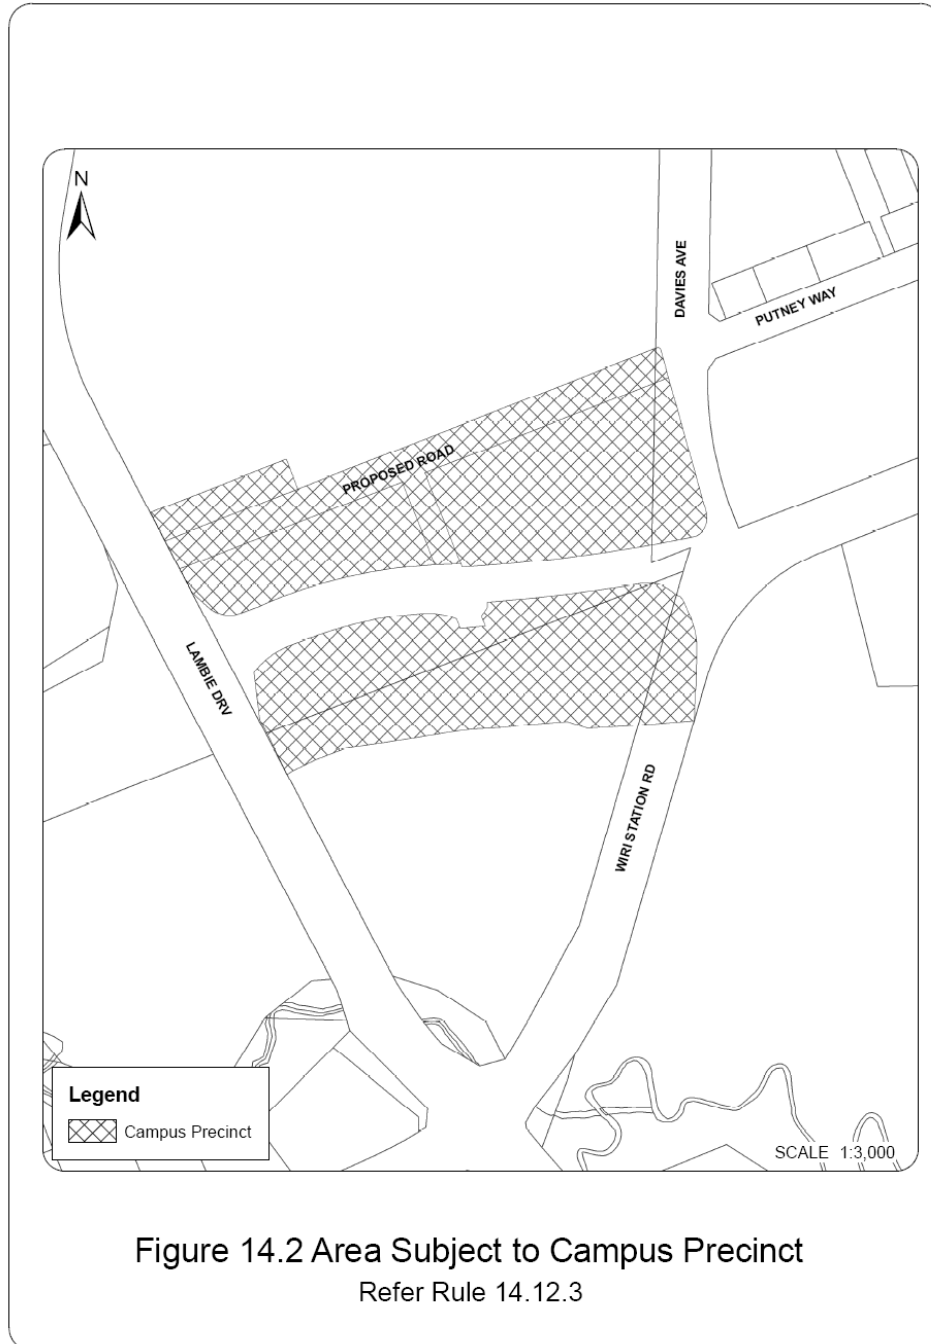 N
DAVIES AVE
PUTNEY WAY
PROPOSED ROAD
LAMBIE DRV
WIRI STATION RD
Legend
Campus Precinct
SCALE 1:3,000
Figure 14.2 Area Subject to Campus Precinct
Refer Rule 14.12.3